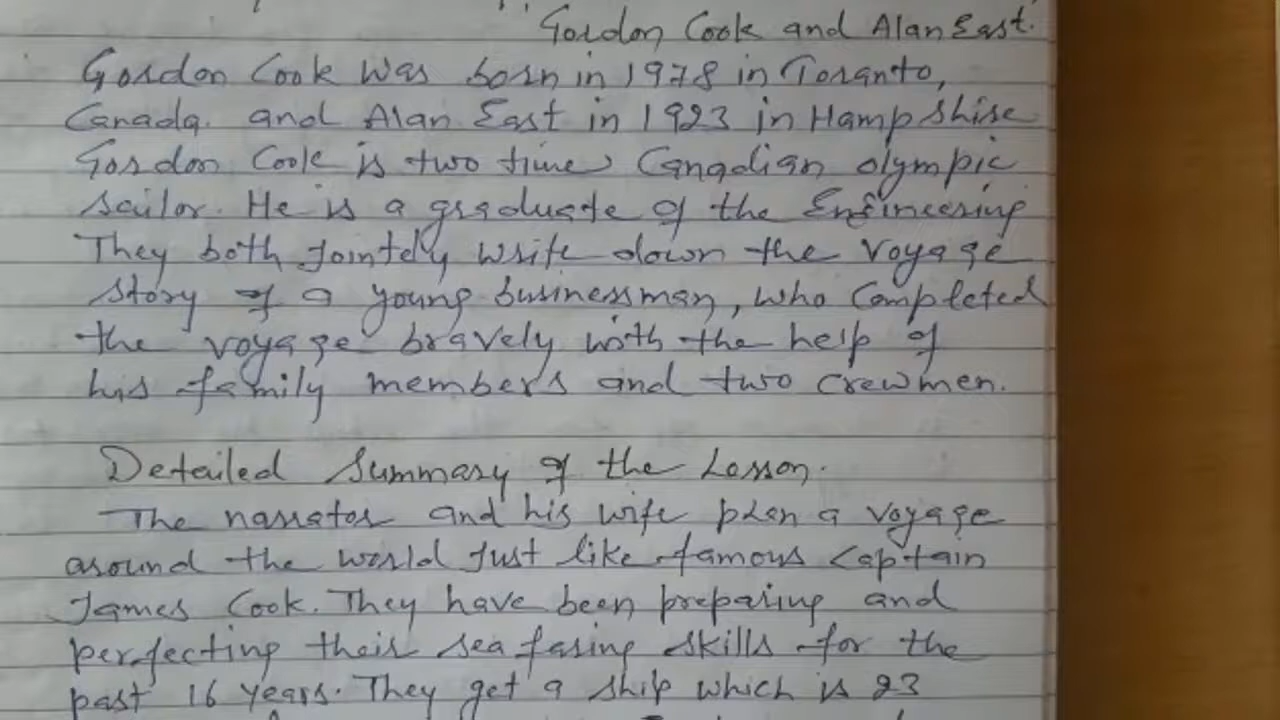 Gordon Cook and Alan East.
Gordon Cook was born in 1978 in Toranto,
Canada. and Alan East in 1923 in Hampshire
Gordon Cook is two time Canadian olympic
sailor. He is a graduate of the Engineering
They both Jointely write down the voyage
story of a young businessman, who completed
the voyage bravely with the help of
his family members and two crewmen.
Detailed Summary of the Lesson.
The narrator and his wife plan a voyage
around the world Just like famous Captain
James Cook. They have been preparing and
perfecting their sea faring skills for the
past 16 years. They get a ship which is 23